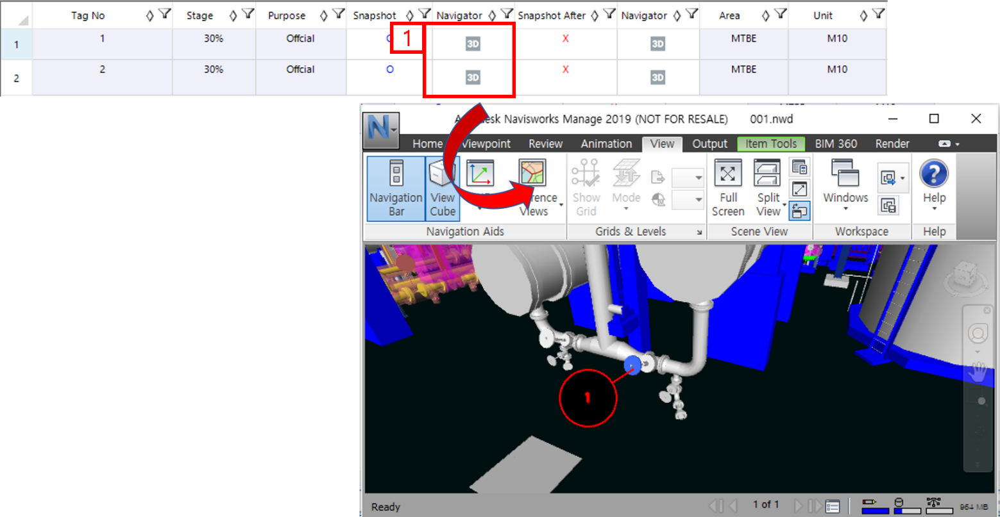 Tag No Stage Purpose Snapshot Navigator Snapshot After Navigator Area Unit
1 1 30% Offcial 1 3D X 3D MTBE M10
2 2 30% Offcial O 3D X 3D MTBE M10
Navisworks Manage 2019 (NOT FOR RESALE) 001.nwd
N Home Viewpoint Review Animation View Output Item Tools BIM 360 Render
Navigation Bar
View Cube
Views
Show Grid
Mode
Full Screen
Split View
Windows
Help
Navigation Aids Grids & Levels Scene View Workspace Help
1
Ready 1 of 1 964 MB